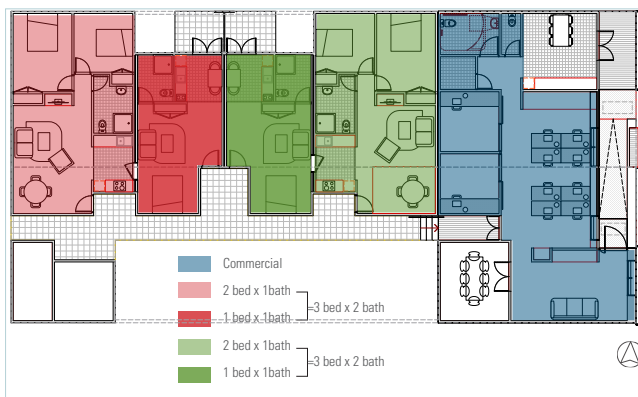 Commercial
2 bed x 1bath
=3 bed x 2 bath
1 bed x 1bath
2 bed x 1bath
=3 bed x 2 bath
1 bed x 1bath